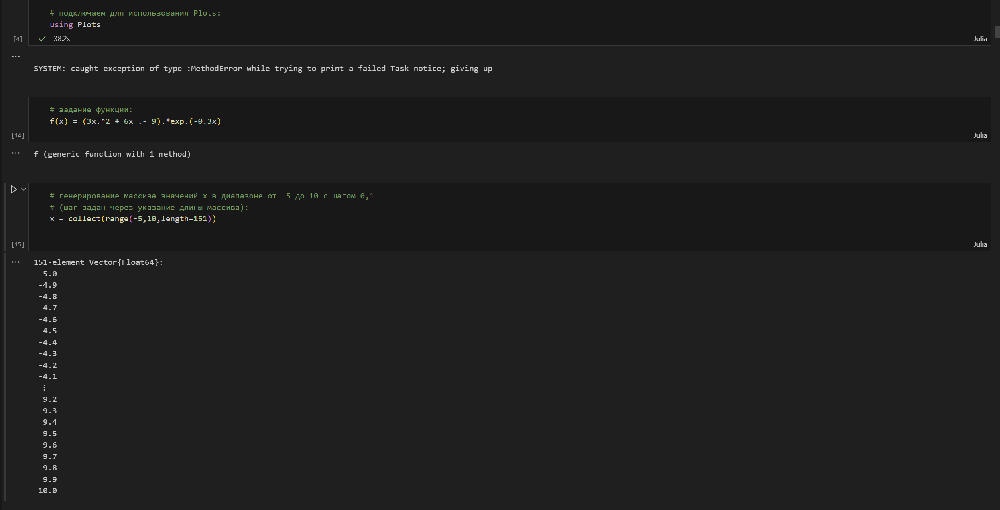 # подключаем для использования Plots:
using Plots
[4]
38.2s
Julia
...
SYSTEM: caught exception of type :MethodError while trying to print a failed Task notice; giving up
# задание функции:
f(x) = (3x.^2 + 6x .- 9).*exp.(-0.3x)
[14]
Julia
...
f (generic function with 1 method)
# генерирование массива значений x в диапазоне от -5 до 10 с шагом 0,1
# (шаг задан через указание длины массива):
x = collect(range(-5,10,length=151))
[15]
Julia
...
151-element Vector{Float64}:
-5.0
-4.9
-4.8
-4.7
-4.6
-4.5
-4.4
-4.3
-4.2
-4.1
⋮
9.2
9.3
9.4
9.5
9.6
9.7
9.8
9.9
10.0